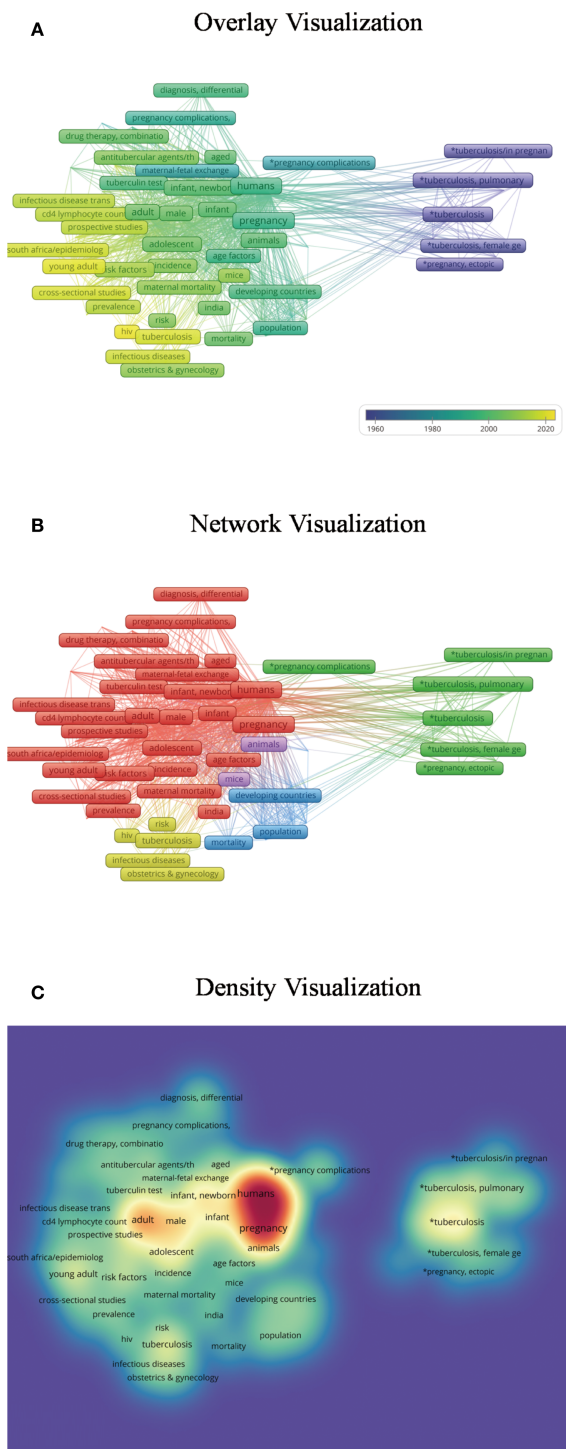 A
Overlay Visualization
diagnosis, differential
pregnancy complications,
drug therapy, combinatio
*tuberculosis/in pregnan
antitubercular agents/th
aged
*pregnancy complications
maternal-fetal exchange
tuberculin test
infant, newborn
humans
*tuberculosis, pulmonary
infectious disease trans
cd4 lymphocyte count
adult
male
infant
*tuberculosis
prospective studies
pregnancy
south africa/epidemiolog
adolescent
animals
*tuberculosis, female ge
age factors
young adult
risk factors
incidence
*pregnancy, ectopic
mice
cross-sectional studies
maternal mortality
developing countries
prevalence
india
risk
population
hiv
tuberculosis
mortality
infectious diseases
obstetrics & gynecology
1960
1980
2000
2020
B
Network Visualization
diagnosis, differential
pregnancy complications,
drug therapy, combinatio
*tuberculosis/in pregnan
antitubercular agents/th
aged
*pregnancy complications
maternal-fetal exchange
tuberculin test
infant, newborn
humans
*tuberculosis, pulmonary
infectious disease trans
cd4 lymphocyte count
adult
male
infant
*tuberculosis
prospective studies
pregnancy
south africa/epidemiolog
adolescent
animals
*tuberculosis, female ge
age factors
young adult
risk factors
incidence
*pregnancy, ectopic
mice
cross-sectional studies
maternal mortality
developing countries
prevalence
india
risk
population
hiv
tuberculosis
mortality
infectious diseases
obstetrics & gynecology
C
Density Visualization
diagnosis, differential
pregnancy complications,
drug therapy, combinatio
*tuberculosis/in pregnan
antitubercular agents/th
aged
*pregnancy complications
maternal-fetal exchange
tuberculin test
infant, newborn
humans
*tuberculosis, pulmonary
infectious disease trans
cd4 lymphocyte count
adult
male
infant
*tuberculosis
prospective studies
pregnancy
south africa/epidemiolog
adolescent
animals
*tuberculosis, female ge
age factors
young adult
risk factors
incidence
*pregnancy, ectopic
mice
cross-sectional studies
maternal mortality
developing countries
prevalence
india
risk
population
hiv
tuberculosis
mortality
infectious diseases
obstetrics & gynecology